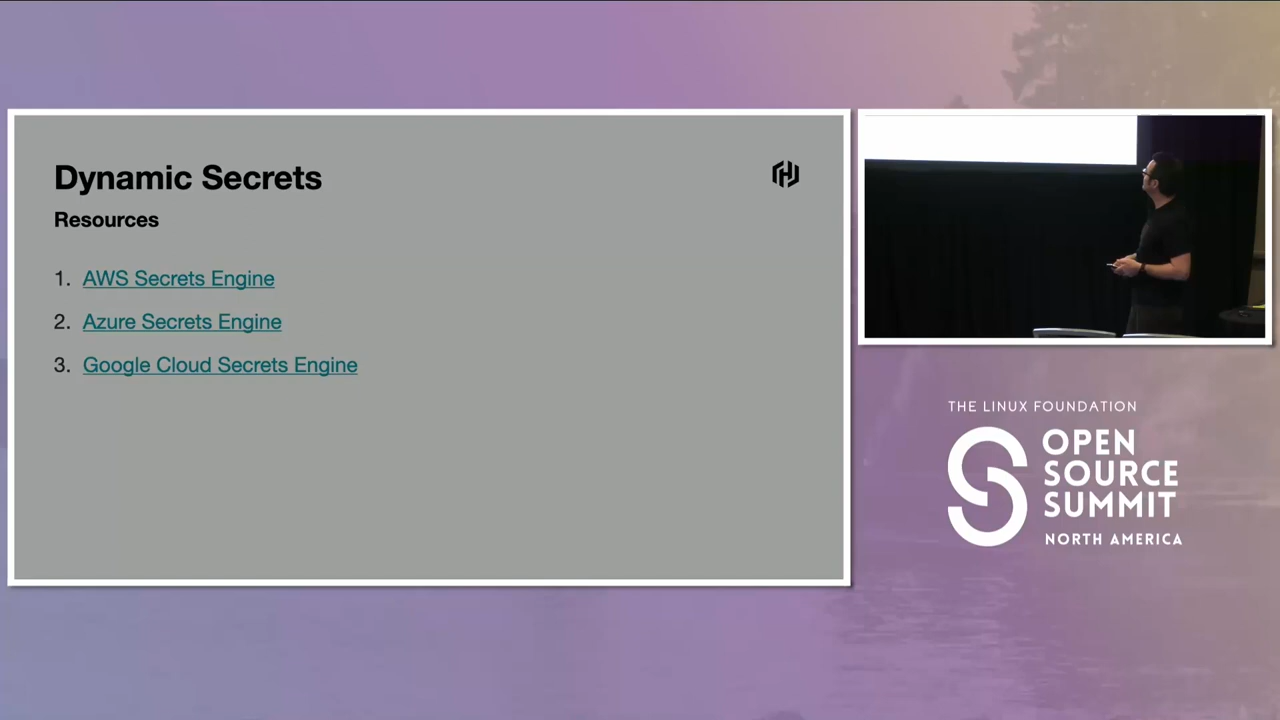 Dynamic Secrets
Resources
1. AWS Secrets Engine
2. Azure Secrets Engine
3. Google Cloud Secrets Engine
THE LINUX FOUNDATION
OPEN
SOURCE
SUMMIT
NORTH AMERICA